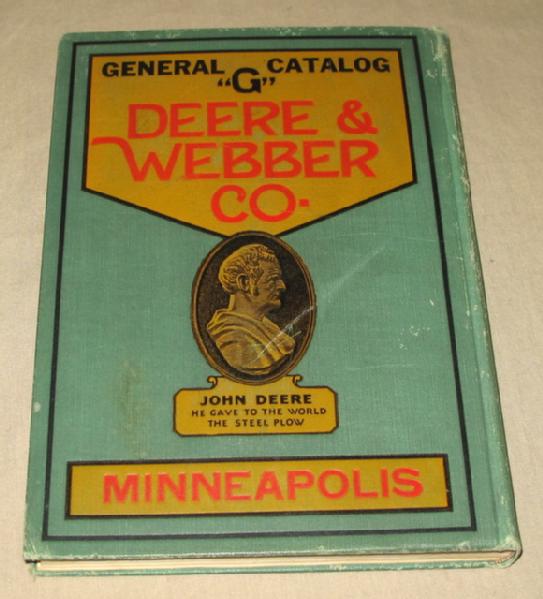 GENERAL "G" CATALOG
DEERE &
WEBBER
CO.
JOHN DEERE
HE GAVE TO THE WORLD
THE STEEL PLOW
MINNEAPOLIS